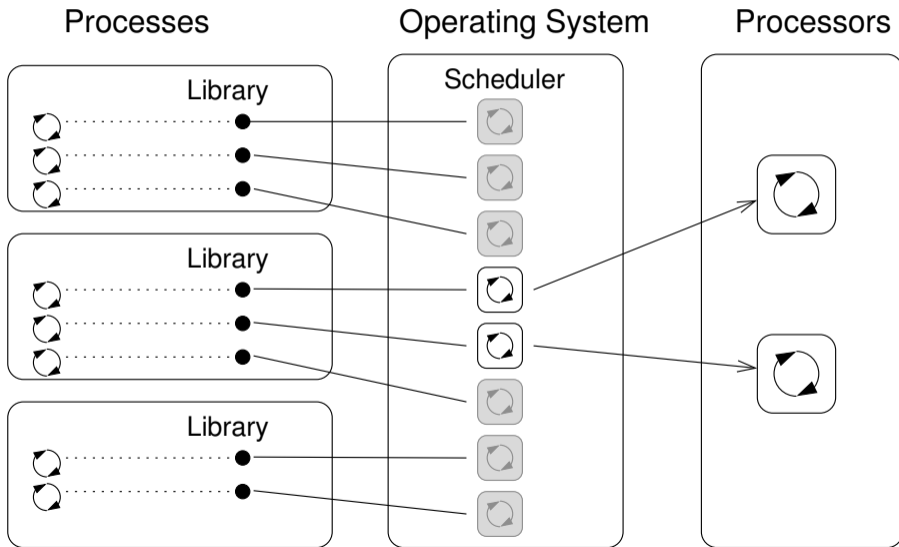 Processes
Operating System
Processors
Library
Scheduler
Library
Library